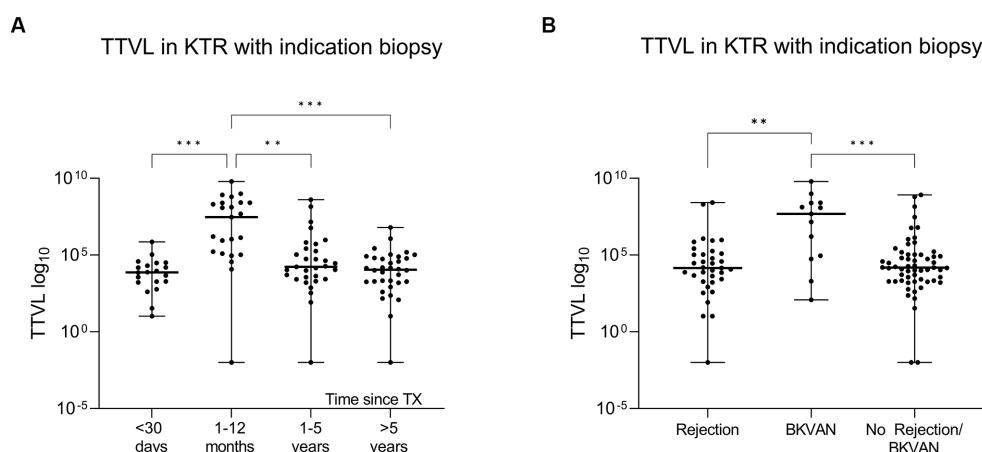 A
TTVL in KTR with indication biopsy
***
*** **
10^10
10^5
10^0
10^-5
TTVL log10
Time since TX
<30 days
1-12 months
1-5 years
>5 years
B
TTVL in KTR with indication biopsy
**
***
10^10
10^5
10^0
10^-5
TTVL log10
Rejection
BKVAN
No Rejection/
BKVAN